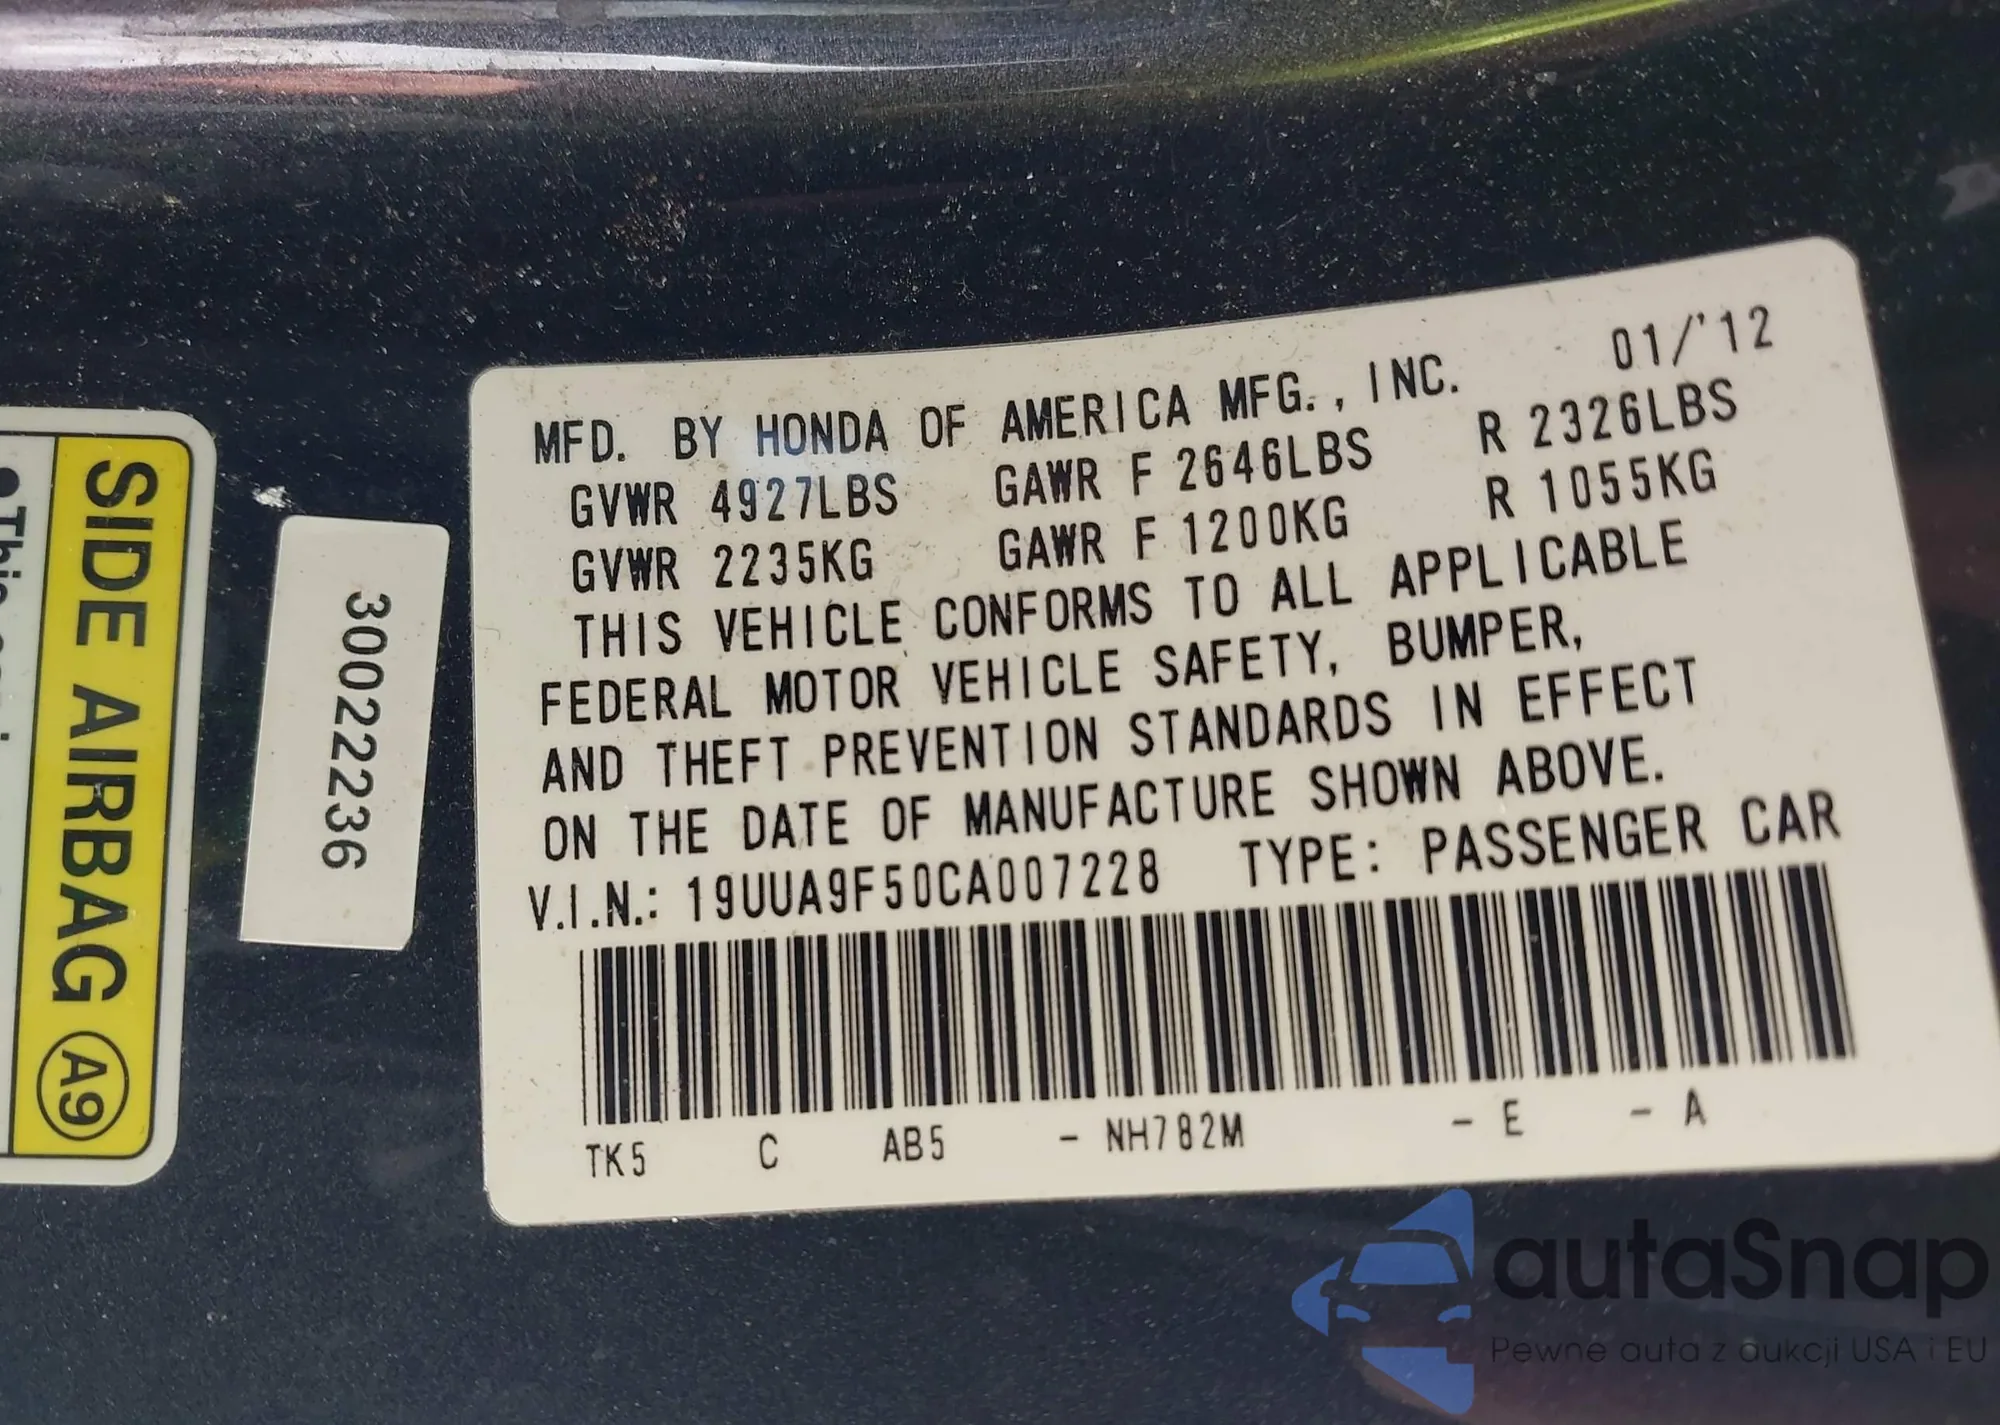 MFD. BY HONDA OF AMERICA MFG., INC. 01/'12
GVWR 4927LBS GAWR F 2646LBS R 2326LBS
GVWR 2235KG GAWR F 1200KG R 1055KG
THIS VEHICLE CONFORMS TO ALL APPLICABLE
FEDERAL MOTOR VEHICLE SAFETY, BUMPER,
AND THEFT PREVENTION STANDARDS IN EFFECT
ON THE DATE OF MANUFACTURE SHOWN ABOVE.
V.I.N.: 19UUA9F50CA007228 TYPE: PASSENGER CAR
TK5 C AB5 - NH782M - E - A
30022236
SIDE AIRBAG A9
autaSnap
Pewne auta z aukcji USA i EU